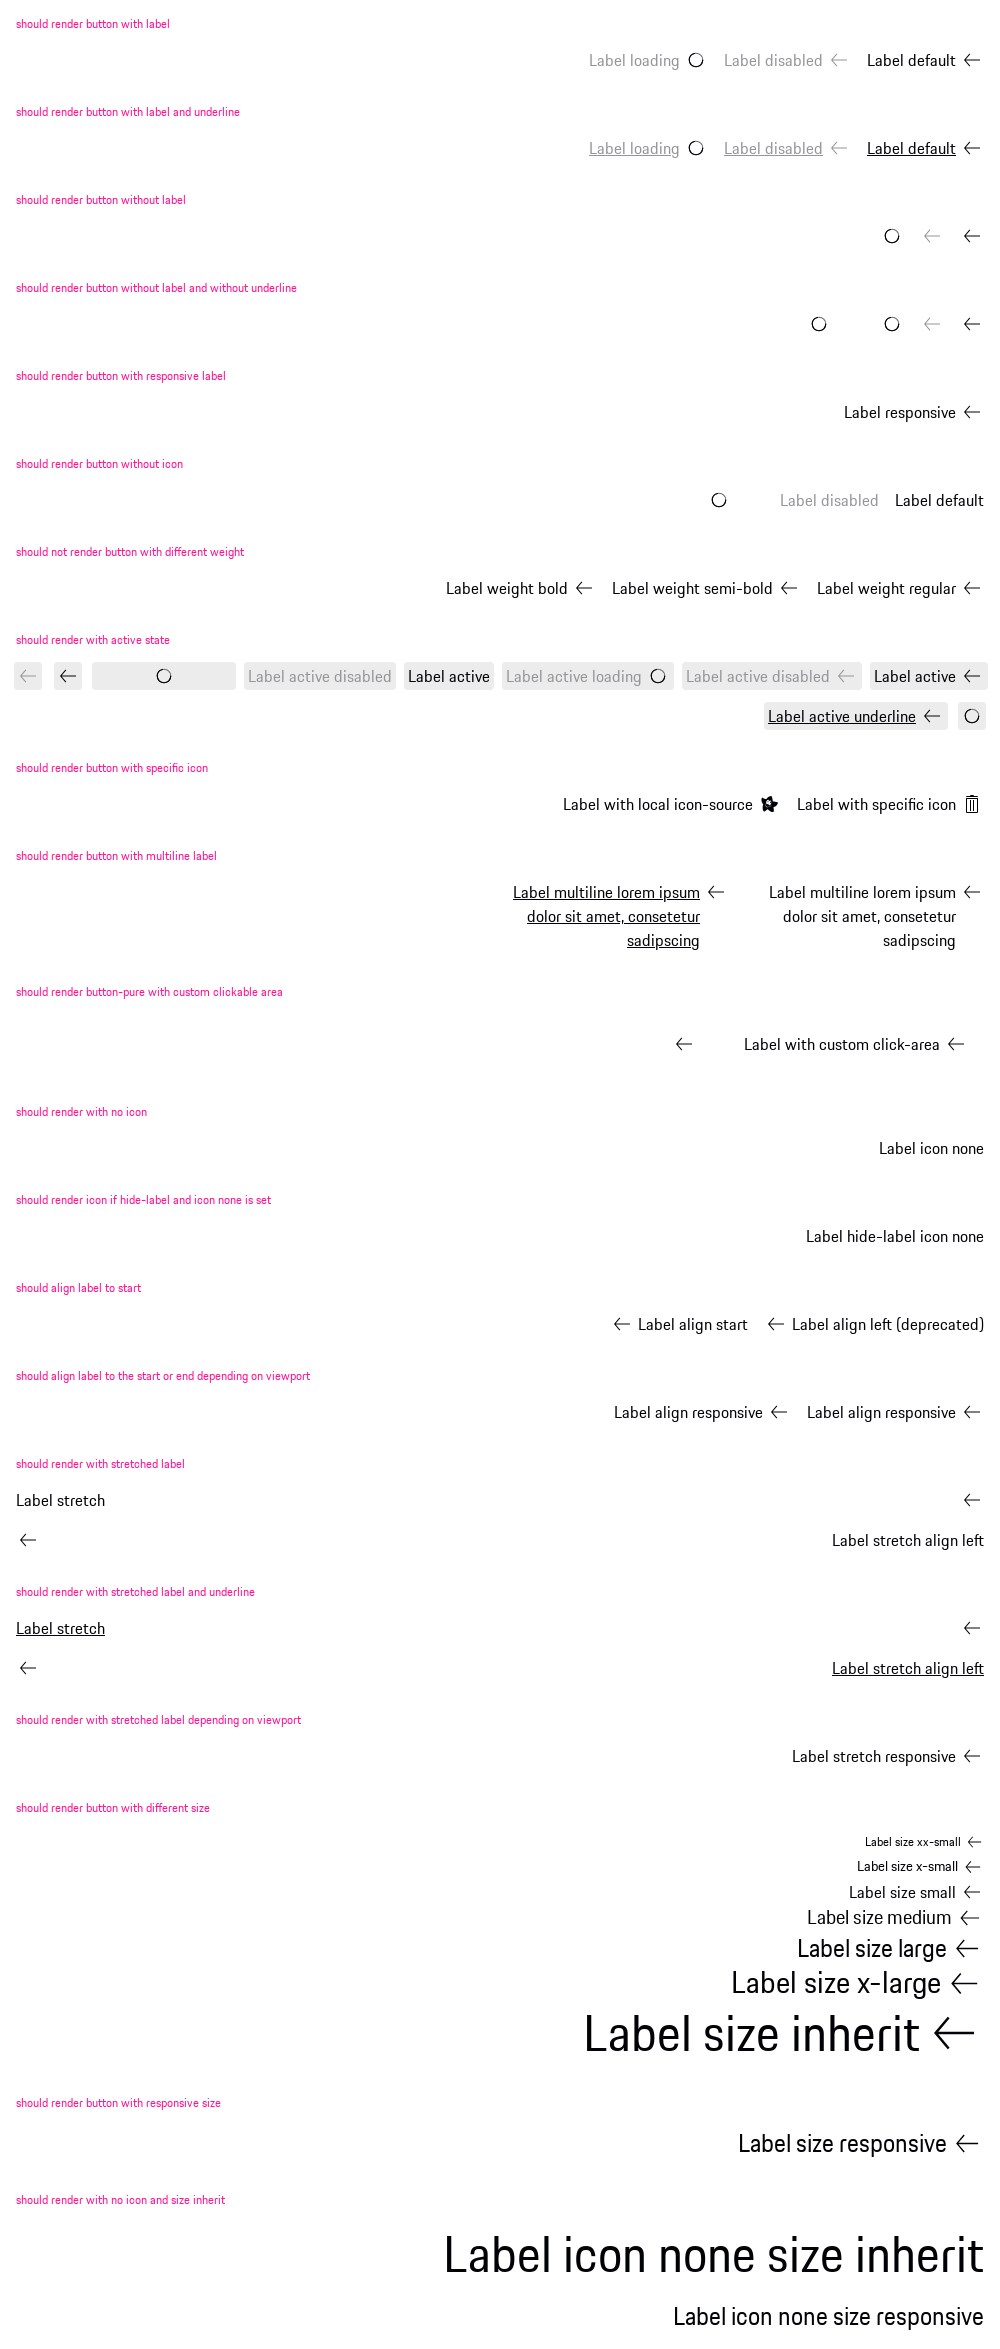 should render button with label
Label loading Label disabled Label default
should render button with label and underline
Label loading Label disabled Label default
should render button without label
should render button without label and without underline
should render button with responsive label
Label responsive
should render button without icon
Label disabled Label default
should not render button with different weight
Label weight bold Label weight semi-bold Label weight regular
should render with active state
Label active disabled Label active Label active loading Label active disabled Label active
Label active underline
should render button with specific icon
Label with local icon-source Label with specific icon
should render button with multiline label
Label multiline lorem ipsum Label multiline lorem ipsum
dolor sit amet, consetetur dolor sit amet, consetetur
sadipscing sadipscing
should render button-pure with custom clickable area
Label with custom click-area
should render with no icon
Label icon none
should render icon if hide-label and icon none is set
Label hide-label icon none
should align label to start
Label align start Label align left (deprecated)
should align label to the start or end depending on viewport
Label align responsive Label align responsive
should render with stretched label
Label stretch
Label stretch align left
should render with stretched label and underline
Label stretch
Label stretch align left
should render with stretched label depending on viewport
Label stretch responsive
should render button with different size
Label size xx-small
Label size x-small
Label size small
Label size medium
Label size large
Label size x-large
Label size inherit
should render button with responsive size
Label size responsive
should render with no icon and size inherit
Label icon none size inherit
Label icon none size responsive